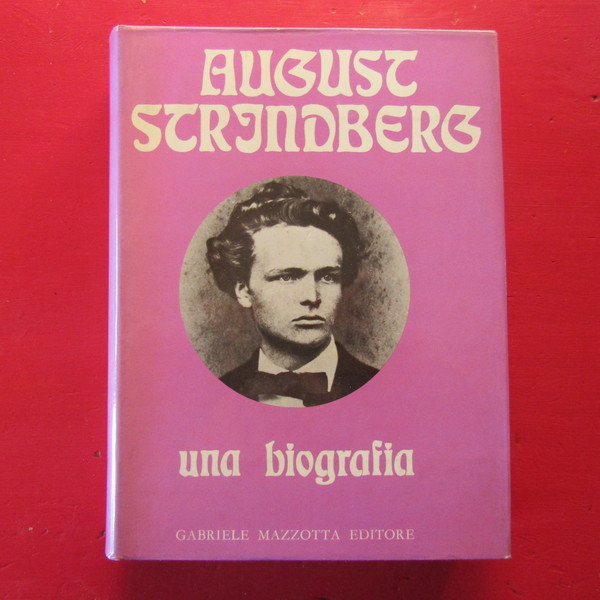 AUGUST
STRINDBERG
una biografia
GABRIELE MAZZOTTA EDITORE